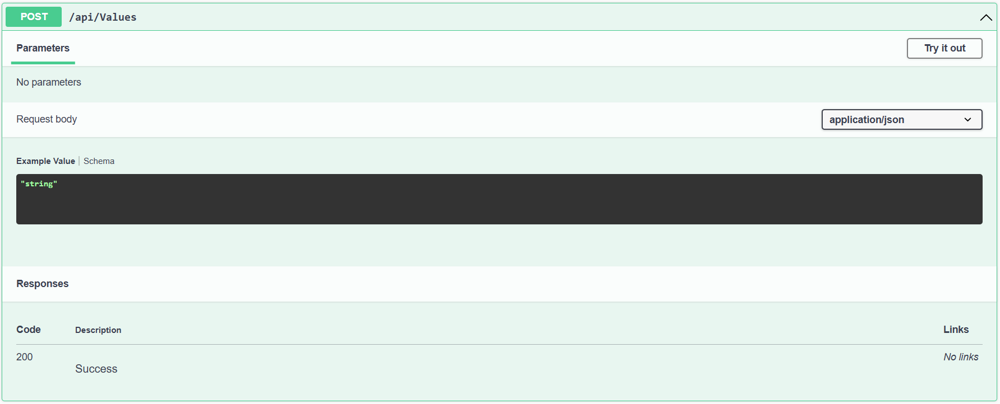 POST /api/Values
Parameters Try it out
No parameters
Request body application/json
Example Value Schema
"string"
Responses
Code Description Links
200 No links
Success